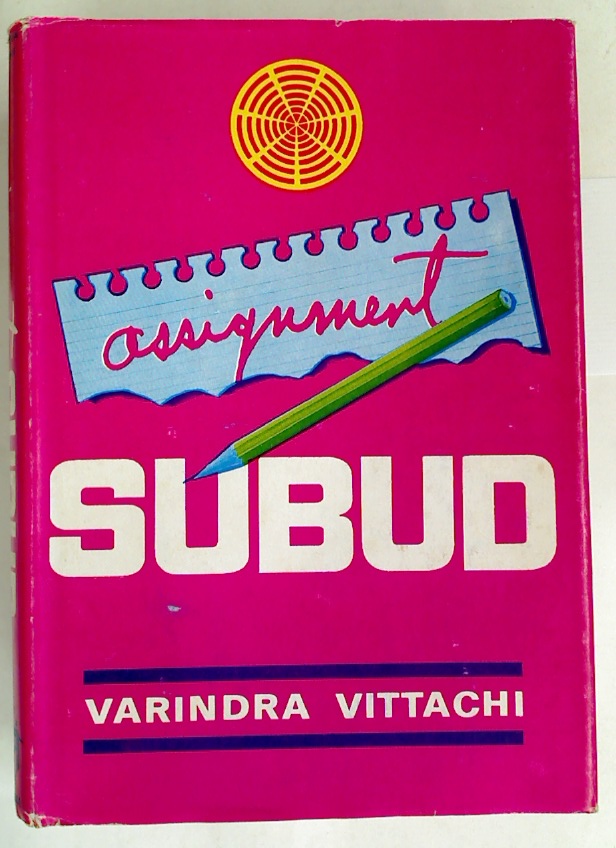 assignment
SUBUD
VARINDRA VITTACHI